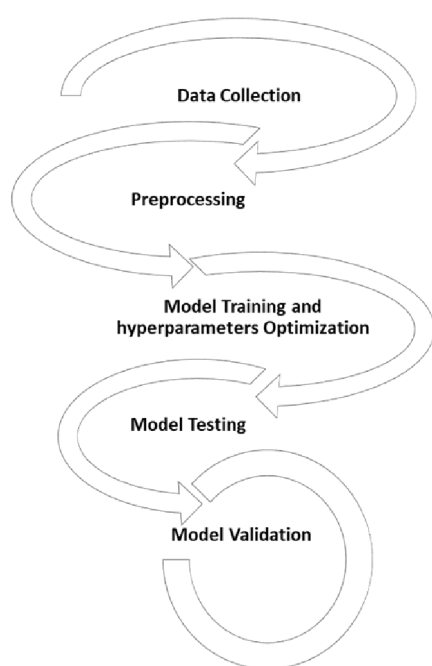 Data Collection
Preprocessing
Model Training and
hyperparameters Optimization
Model Testing
Model Validation